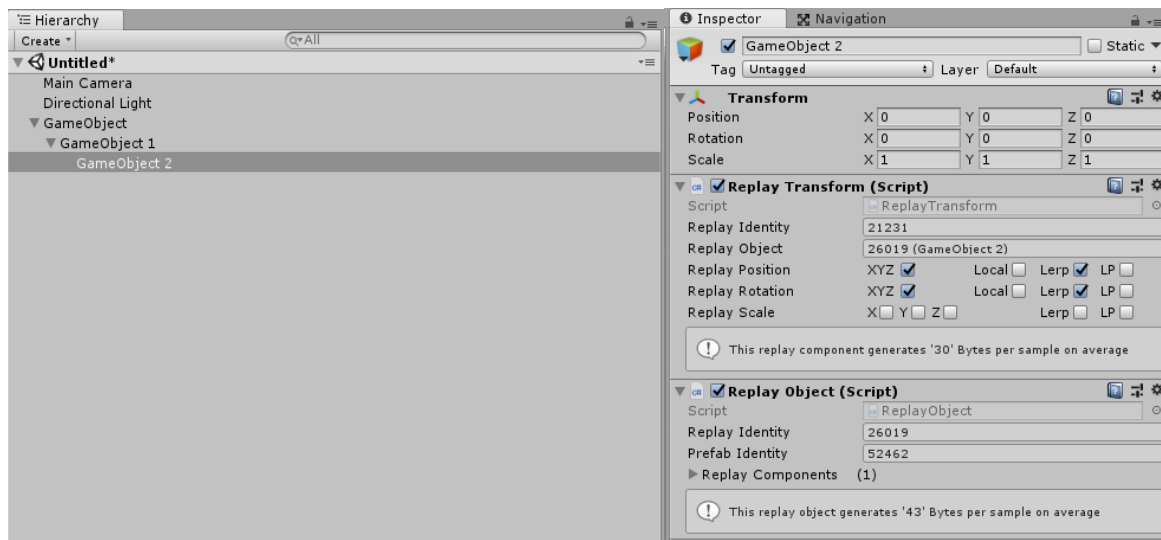 Hierarchy
Create
All
Untitled*
Main Camera
Directional Light
GameObject
GameObject 1
GameObject 2
Inspector Navigation
GameObject 2 Static
Tag Untagged Layer Default
Transform
Position X 0 Y 0 Z 0
Rotation X 0 Y 0 Z 0
Scale X 1 Y 1 Z 1
C# Replay Transform (Script)
Script ReplayTransform
Replay Identity 21231
Replay Object 26019 (GameObject 2)
Replay Position XYZ Local Lerp LP
Replay Rotation XYZ Local Lerp LP
Replay Scale X Y Z Lerp LP
This replay component generates '30' Bytes per sample on average
C# Replay Object (Script)
Script ReplayObject
Replay Identity 26019
Prefab Identity 52462
Replay Components (1)
This replay object generates '43' Bytes per sample on average